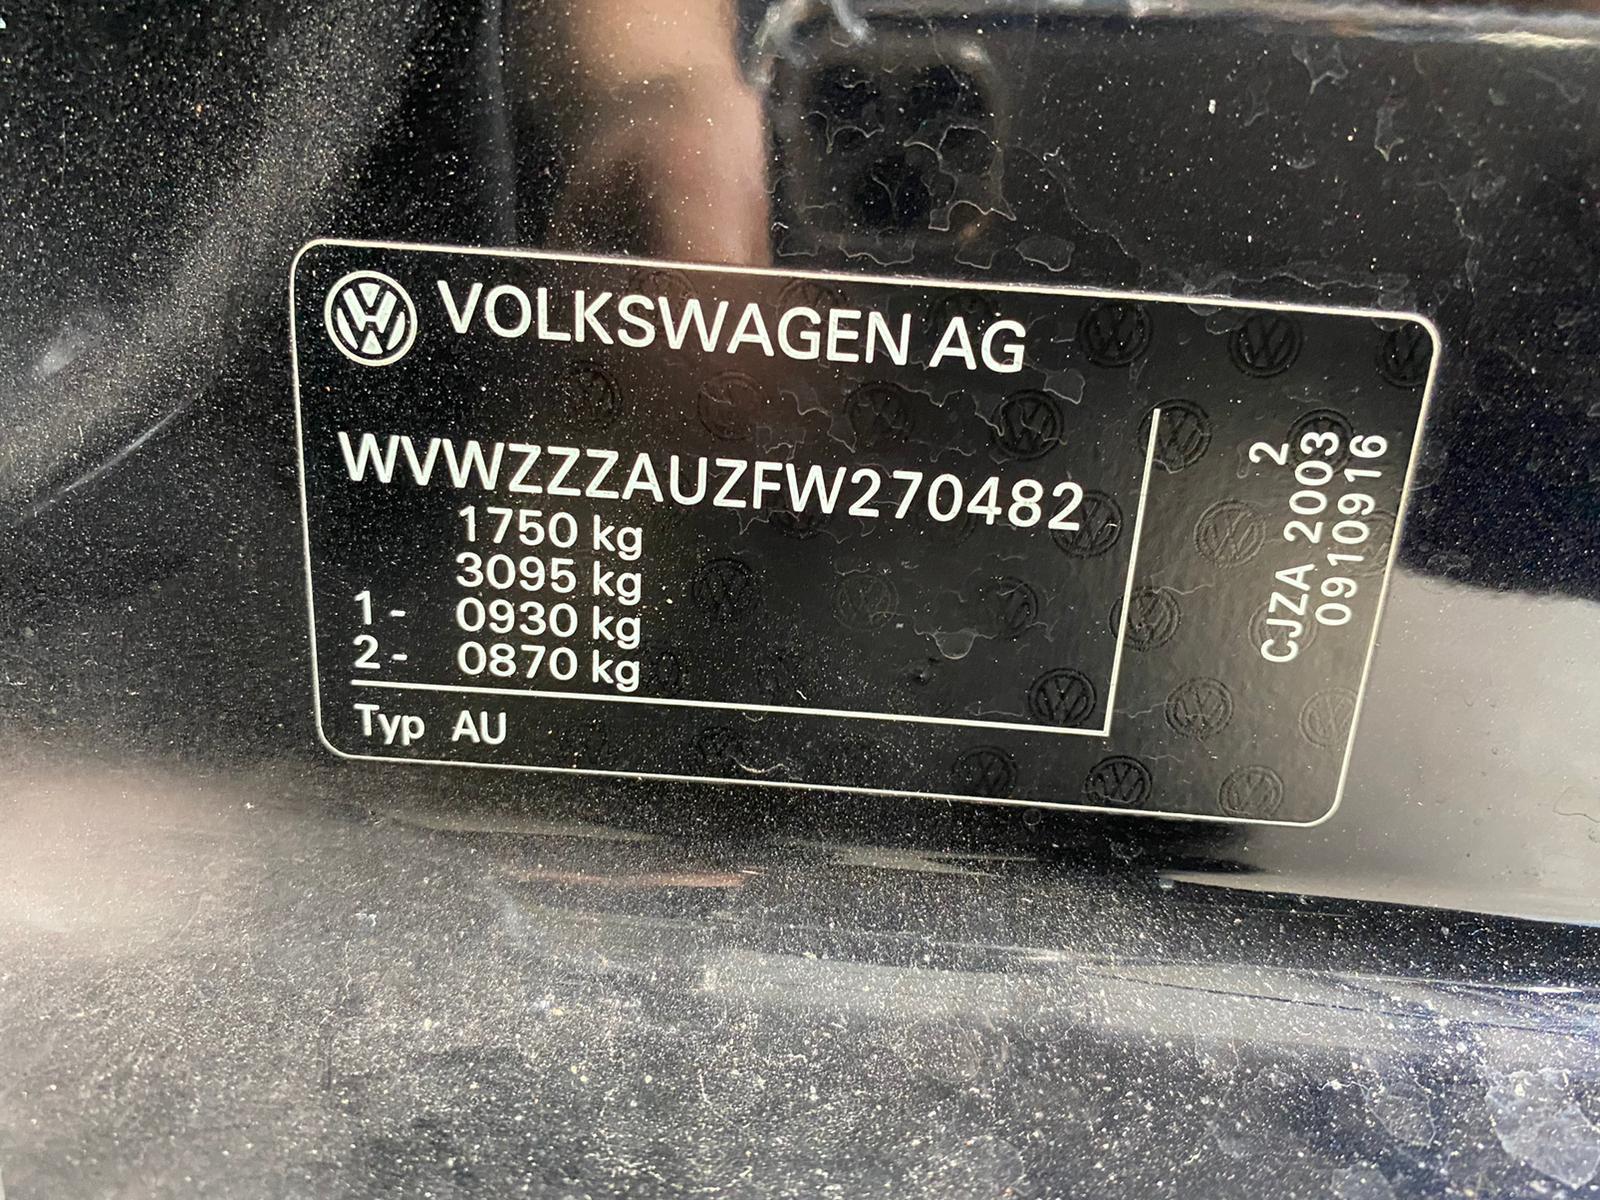 VOLKSWAGEN AG
WVWZZZAUZFW270482
1750 kg
3095 kg
1- 0930 kg
2- 0870 kg
Typ AU
CJZA 2
2003
0910916